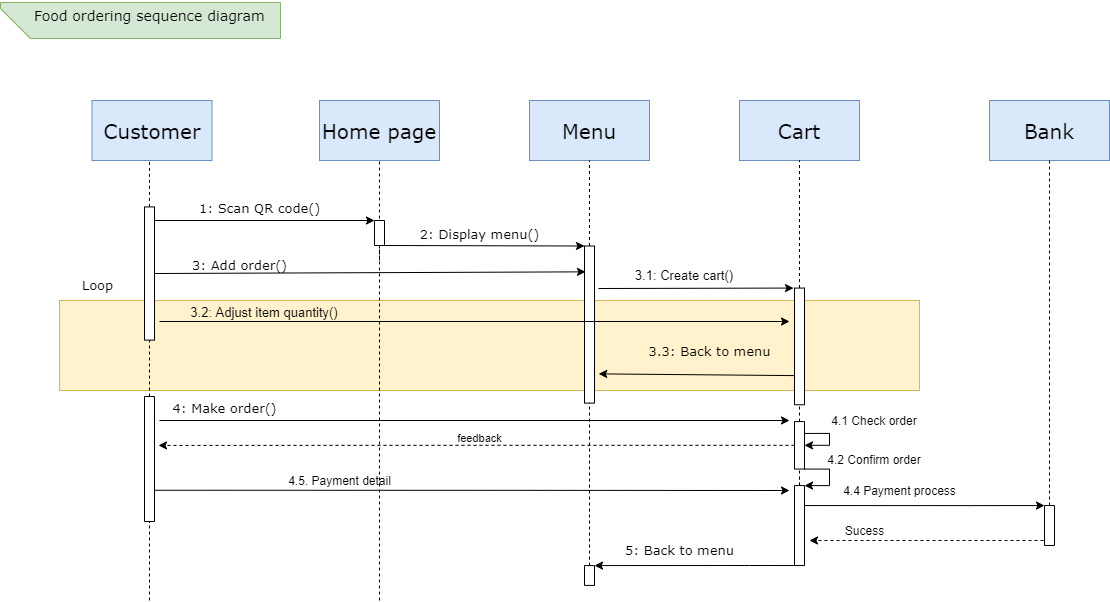 Food ordering sequence diagram
Customer
Home page
Menu
Cart
Bank
1: Scan QR code()
2: Display menu()
3: Add order()
3.1: Create cart()
Loop
3.2: Adjust item quantity()
3.3: Back to menu
4: Make order()
4.1 Check order
feedback
4.2 Confirm order
4.5. Payment detail
4.4 Payment process
Sucess
5: Back to menu